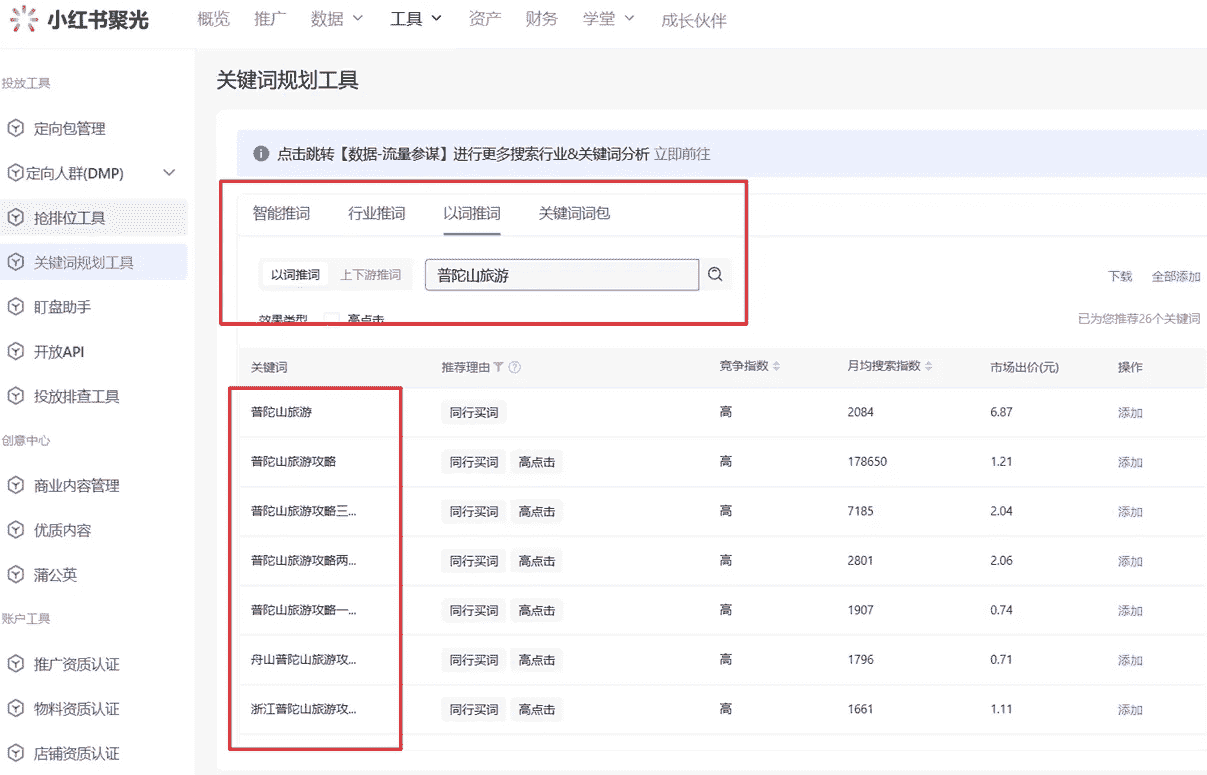 小红书聚光 概览 推广 数据 工具 资产 财务 学堂 成长伙伴
投放工具
定向包管理
定向人群(DMP)
抢排位工具
关键词规划工具
盯盘助手
开放API
投放排查工具
创意中心
商业内容管理
优质内容
蒲公英
账户工具
推广资质认证
物料资质认证
店铺资质认证
关键词规划工具
点击跳转【数据-流量参谋】进行更多搜索行业&关键词分析 立即前往
智能推词 行业推词 以词推词 关键词词包
以词推词 上下游推词 普陀山旅游
下载 全部添加
效果类型 高点击
已为您推荐26个关键词
关键词 推荐理由 竞争指数 月均搜索指数 市场出价(元) 操作
普陀山旅游 同行买词 高 2084 6.87 添加
普陀山旅游攻略 同行买词 高点击 高 178650 1.21 添加
普陀山旅游攻略三... 同行买词 高点击 高 7185 2.04 添加
普陀山旅游攻略两... 同行买词 高点击 高 2801 2.06 添加
普陀山旅游攻略一... 同行买词 高点击 高 1907 0.74 添加
舟山普陀山旅游攻... 同行买词 高点击 高 1796 0.71 添加
浙江普陀山旅游攻... 同行买词 高点击 高 1661 1.11 添加